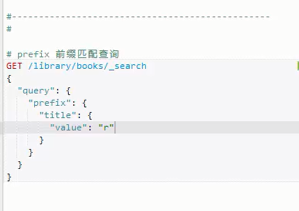 #---------------------------------------------
#
# prefix 前缀匹配查询
GET /library/books/_search
{
  "query": {
    "prefix": {
      "title": {
        "value": "r"
      }
    }
  }
}